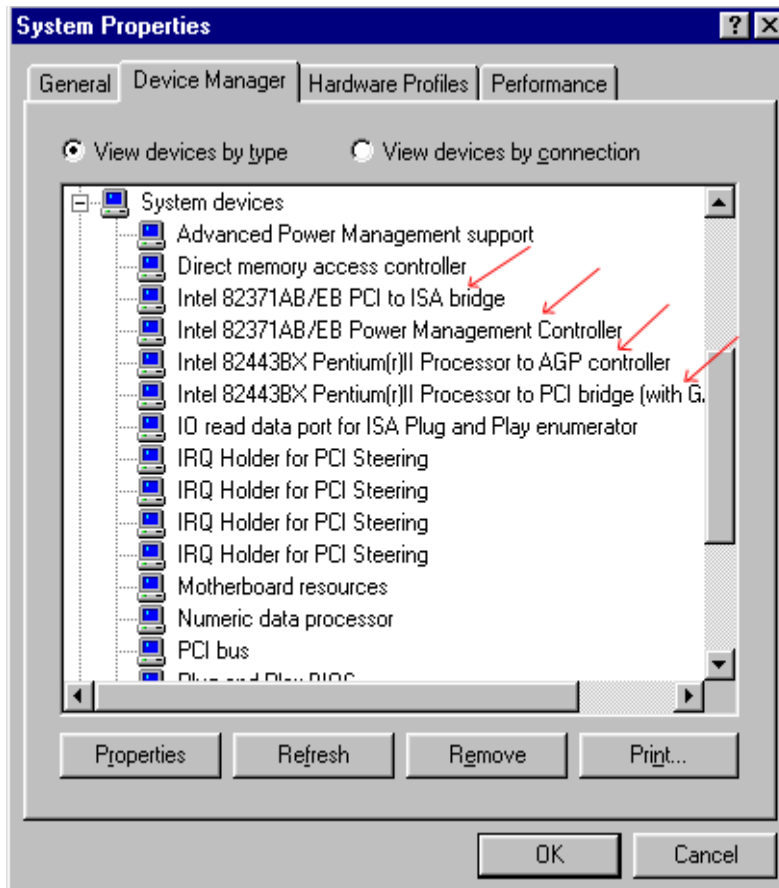 System Properties
General Device Manager Hardware Profiles Performance
View devices by type View devices by connection
System devices
Advanced Power Management support
Direct memory access controller
Intel 82371AB/EB PCI to ISA bridge
Intel 82371AB/EB Power Management Controller
Intel 82443BX Pentium(r)II Processor to AGP controller
Intel 82443BX Pentium(r)II Processor to PCI bridge (with G.
IO read data port for ISA Plug and Play enumerator
IRQ Holder for PCI Steering
IRQ Holder for PCI Steering
IRQ Holder for PCI Steering
IRQ Holder for PCI Steering
Motherboard resources
Numeric data processor
PCI bus
Plug and Play BIOS
Properties Refresh Remove Print...
OK Cancel